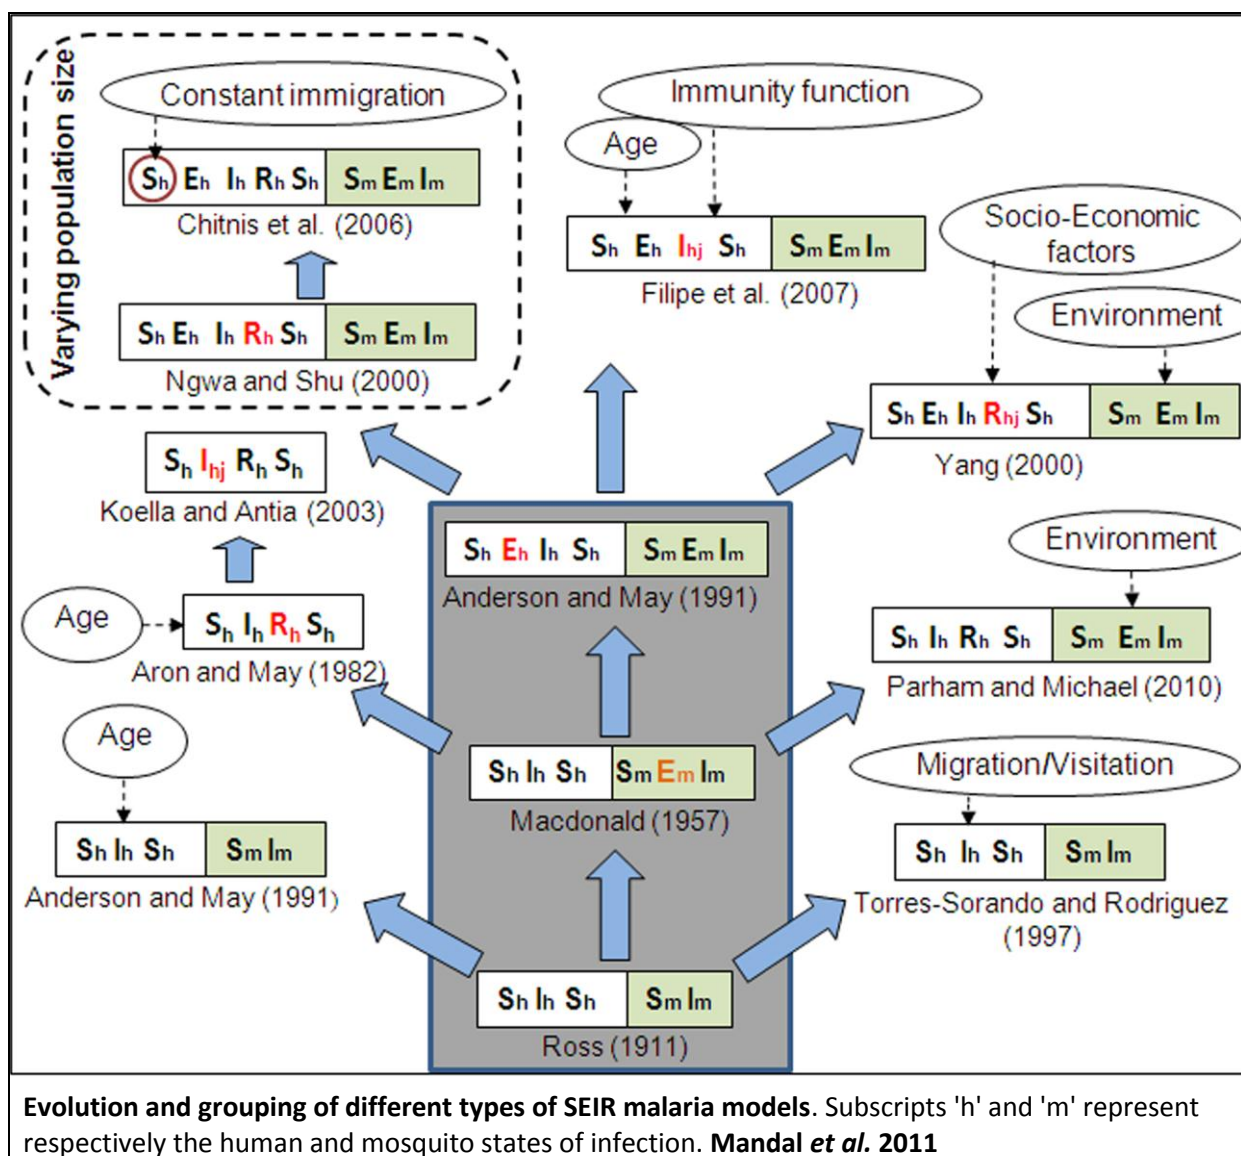 Varying population size
Constant immigration
Sh Eh Ih Rh Sh Sm Em Im
Chitnis et al. (2006)
Sh Eh Ih Rh Sh Sm Em Im
Ngwa and Shu (2000)
Immunity function
Age
Sh Eh Ihj Sh Sm Em Im
Filipe et al. (2007)
Socio-Economic
factors
Environment
Sh Eh Ih Rhj Sh Sm Em Im
Yang (2000)
Sh Ihj Rh Sh
Koella and Antia (2003)
Age
Sh Ih Rh Sh
Aron and May (1982)
Sh Eh Ih Sh Sm Em Im
Anderson and May (1991)
Environment
Sh Ih Rh Sh Sm Em Im
Parham and Michael (2010)
Age
Sh Ih Sh Sm Im
Anderson and May (1991)
Sh Ih Sh Sm Em Im
Macdonald (1957)
Migration/Visitation
Sh Ih Sh Sm Im
Torres-Sorando and Rodriguez
(1997)
Sh Ih Sh Sm Im
Ross (1911)
Evolution and grouping of different types of SEIR malaria models. Subscripts 'h' and 'm' represent
respectively the human and mosquito states of infection. Mandal et al. 2011